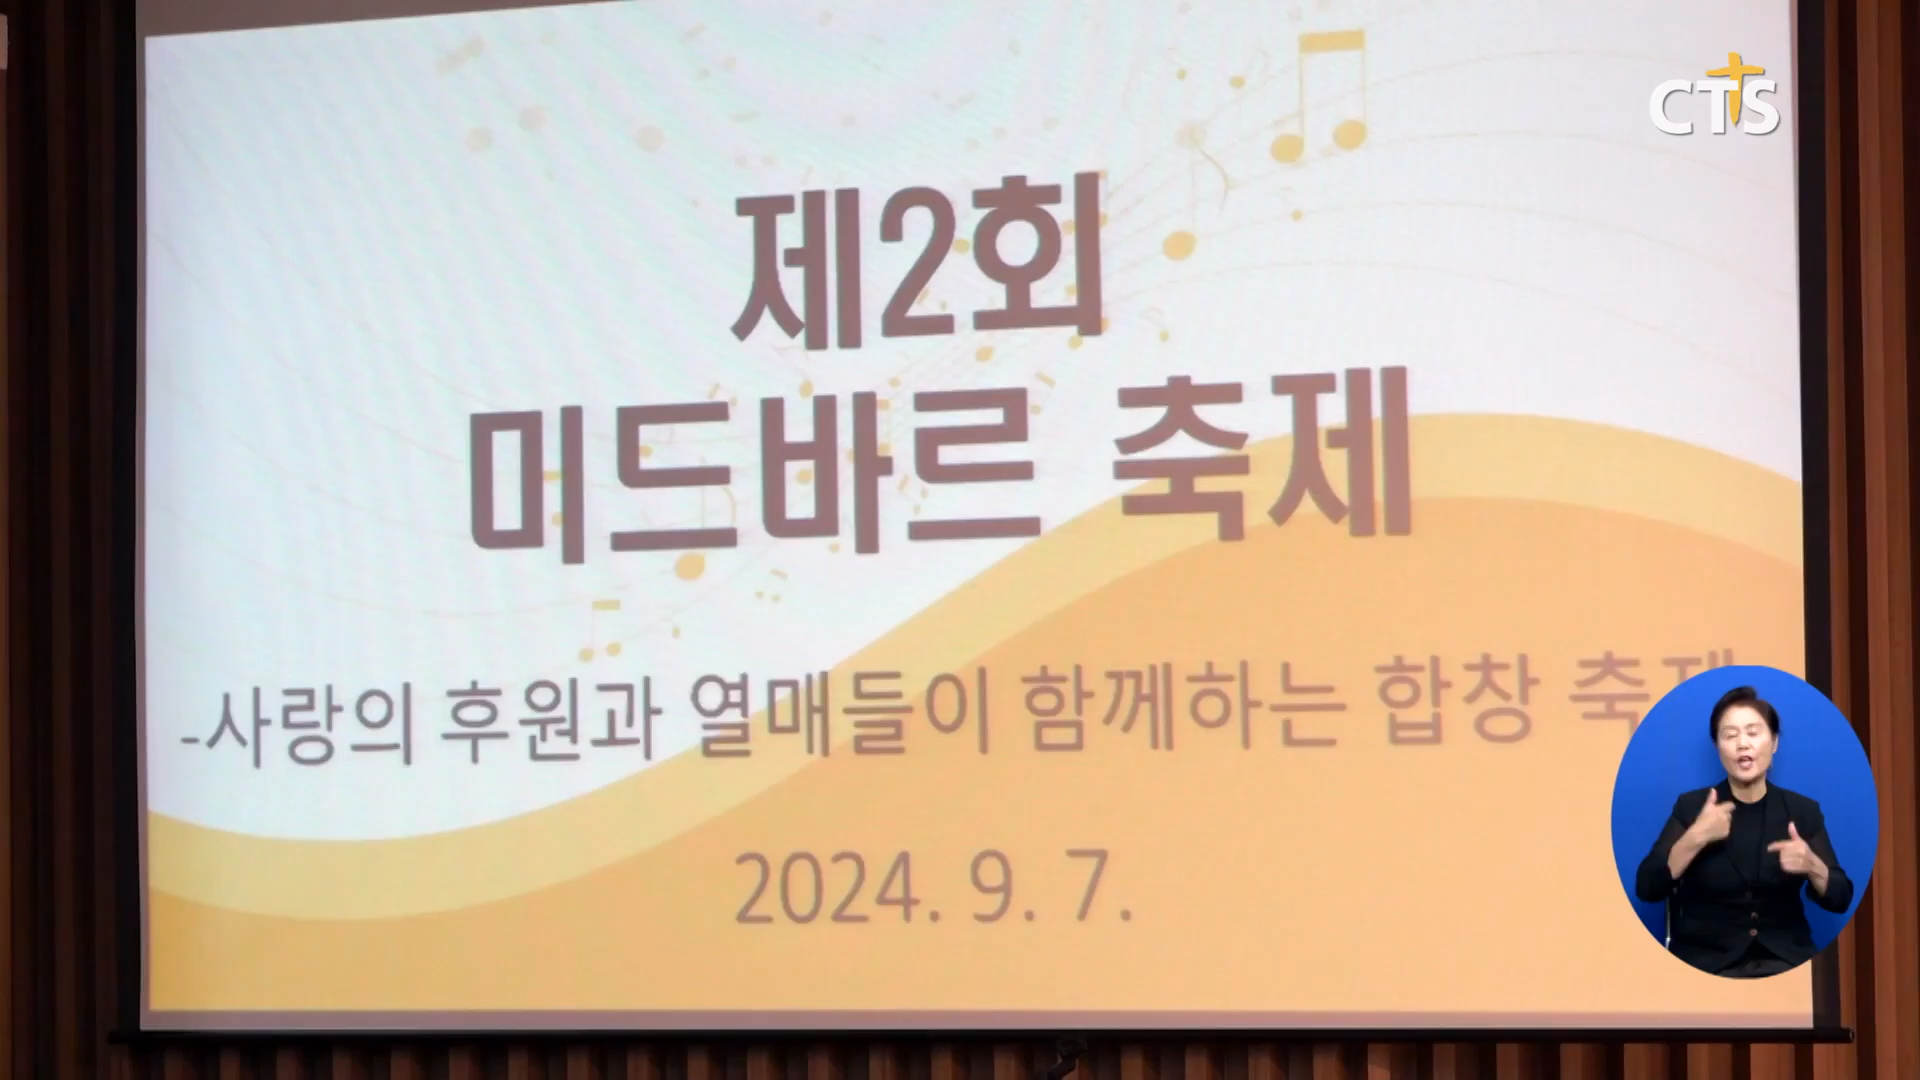 CTS
제2회
미드바르 축제
-사랑의 후원과 열매들이 함께하는 합창
2024. 9. 7.